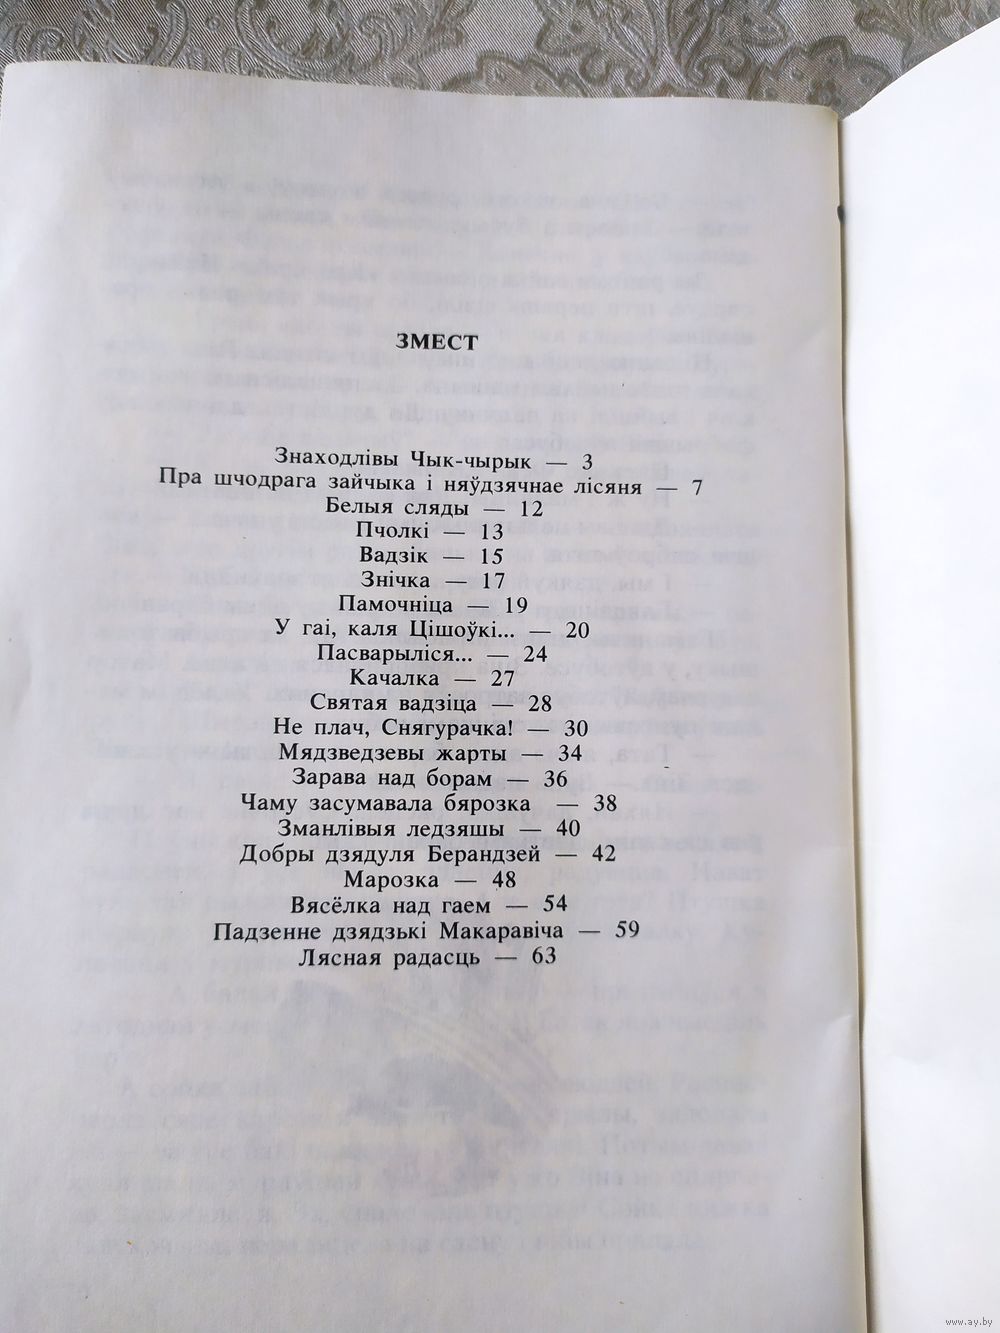 ЗМЕСТ
Знаходлівы Чык-чырык — 3
Пра шчодрага зайчыка і няўдзячнае лісяня — 7
Белыя сляды — 12
Пчолкі — 13
Вадзік — 15
Знічка — 17
Памочніца — 19
У гаі, каля Цішоўкі... — 20
Пасварыліся... — 24
Качалка — 27
Святая вадзіца — 28
Не плач, Снягурачка! — 30
Мядзведзевы жарты — 34
Зарава над борам — 36
Чаму засумавала бярозка — 38
Зманлівыя ледзяшы — 40
Добры дзядуля Берандзей — 42
Марозка — 48
Вясёлка над гаем — 54
Падзенне дзядзькі Макаравіча — 59
Лясная радасць — 63
www.ay.by